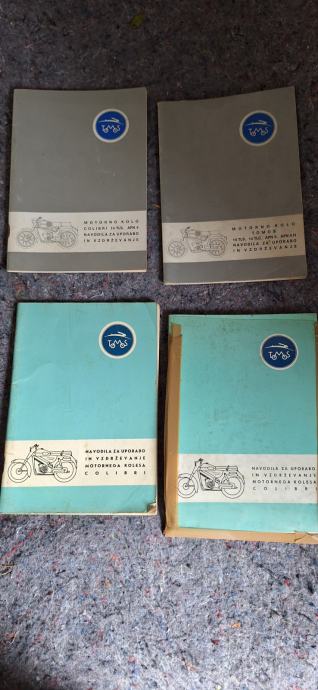 TOMOS
MOTORNO KOLO
COLIBRI 14 TLS, APN 4
NAVODILA ZA UPORABO
IN VZDRŽEVANJE
TOMOS
MOTORNO KOLO
TOMOS
NAVODILA ZA UPORABO
IN VZDRŽEVANJE
TOMOS
NAVODILA ZA UPORABO
IN VZDRŽEVANJE
MOTORNEGA KOLESA
COLIBRI
TOMOS
NAVODILA ZA UPORABO
IN VZDRŽEVANJE
MOTORNEGA KOLESA
COLIBRI